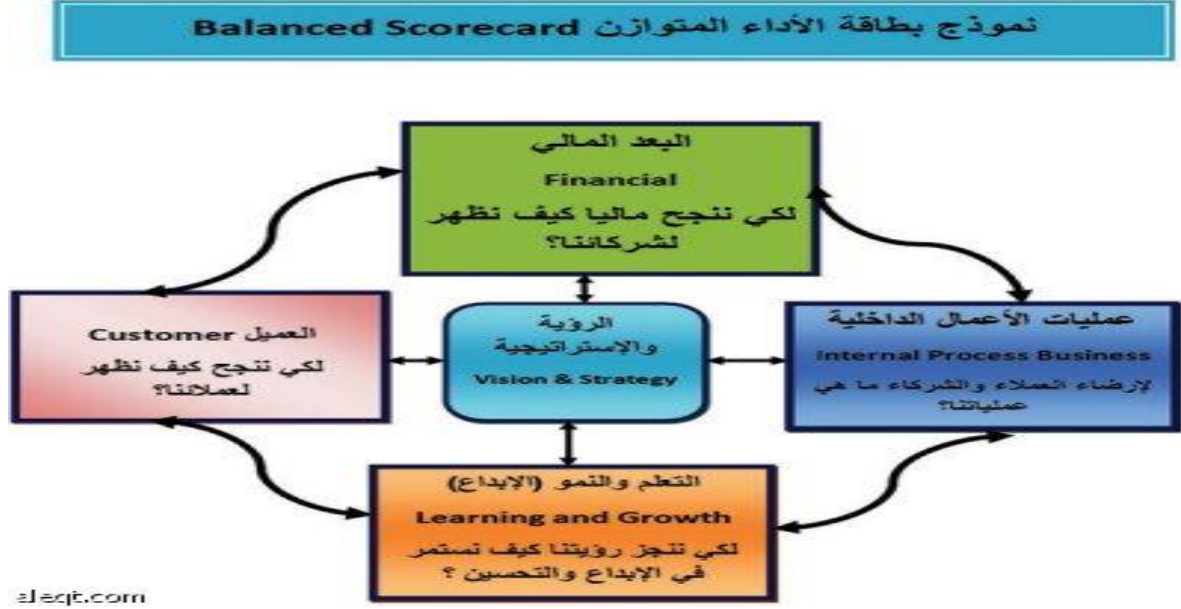 نموذج بطاقة الأداء المتوازن Balanced Scorecard
البعد المالي
Financial
لكي ننجح ماليا كيف نظهر
لشركائنا؟
العميل Customer
لكي ننجح كيف نظهر
لعملائنا؟
الرؤية
والإستراتيجية
Vision & Strategy
عمليات الأعمال الداخلية
Internal Process Business
لإرضاء العملاء والشركاء ما هي
عملياتنا؟
التعلم والنمو (الإبداع)
Learning and Growth
لكي ننجز رؤيتنا كيف نستمر
في الإبداع والتحسين ؟
aleqt.com